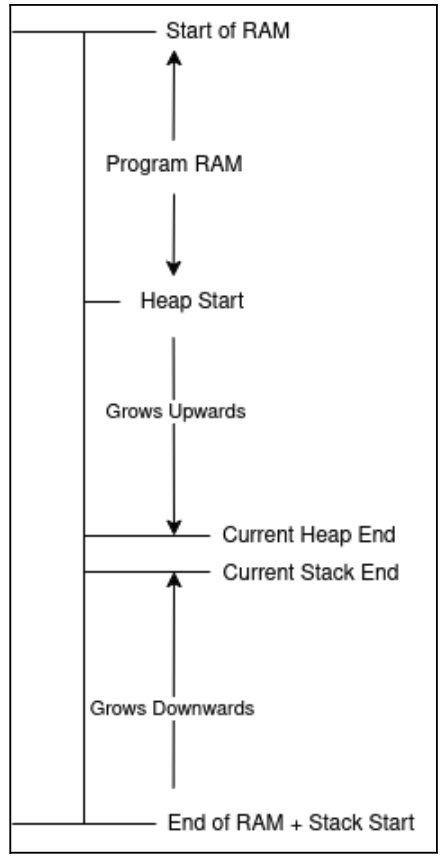 Start of RAM
Program RAM
Heap Start
Grows Upwards
Current Heap End
Current Stack End
Grows Downwards
End of RAM + Stack Start